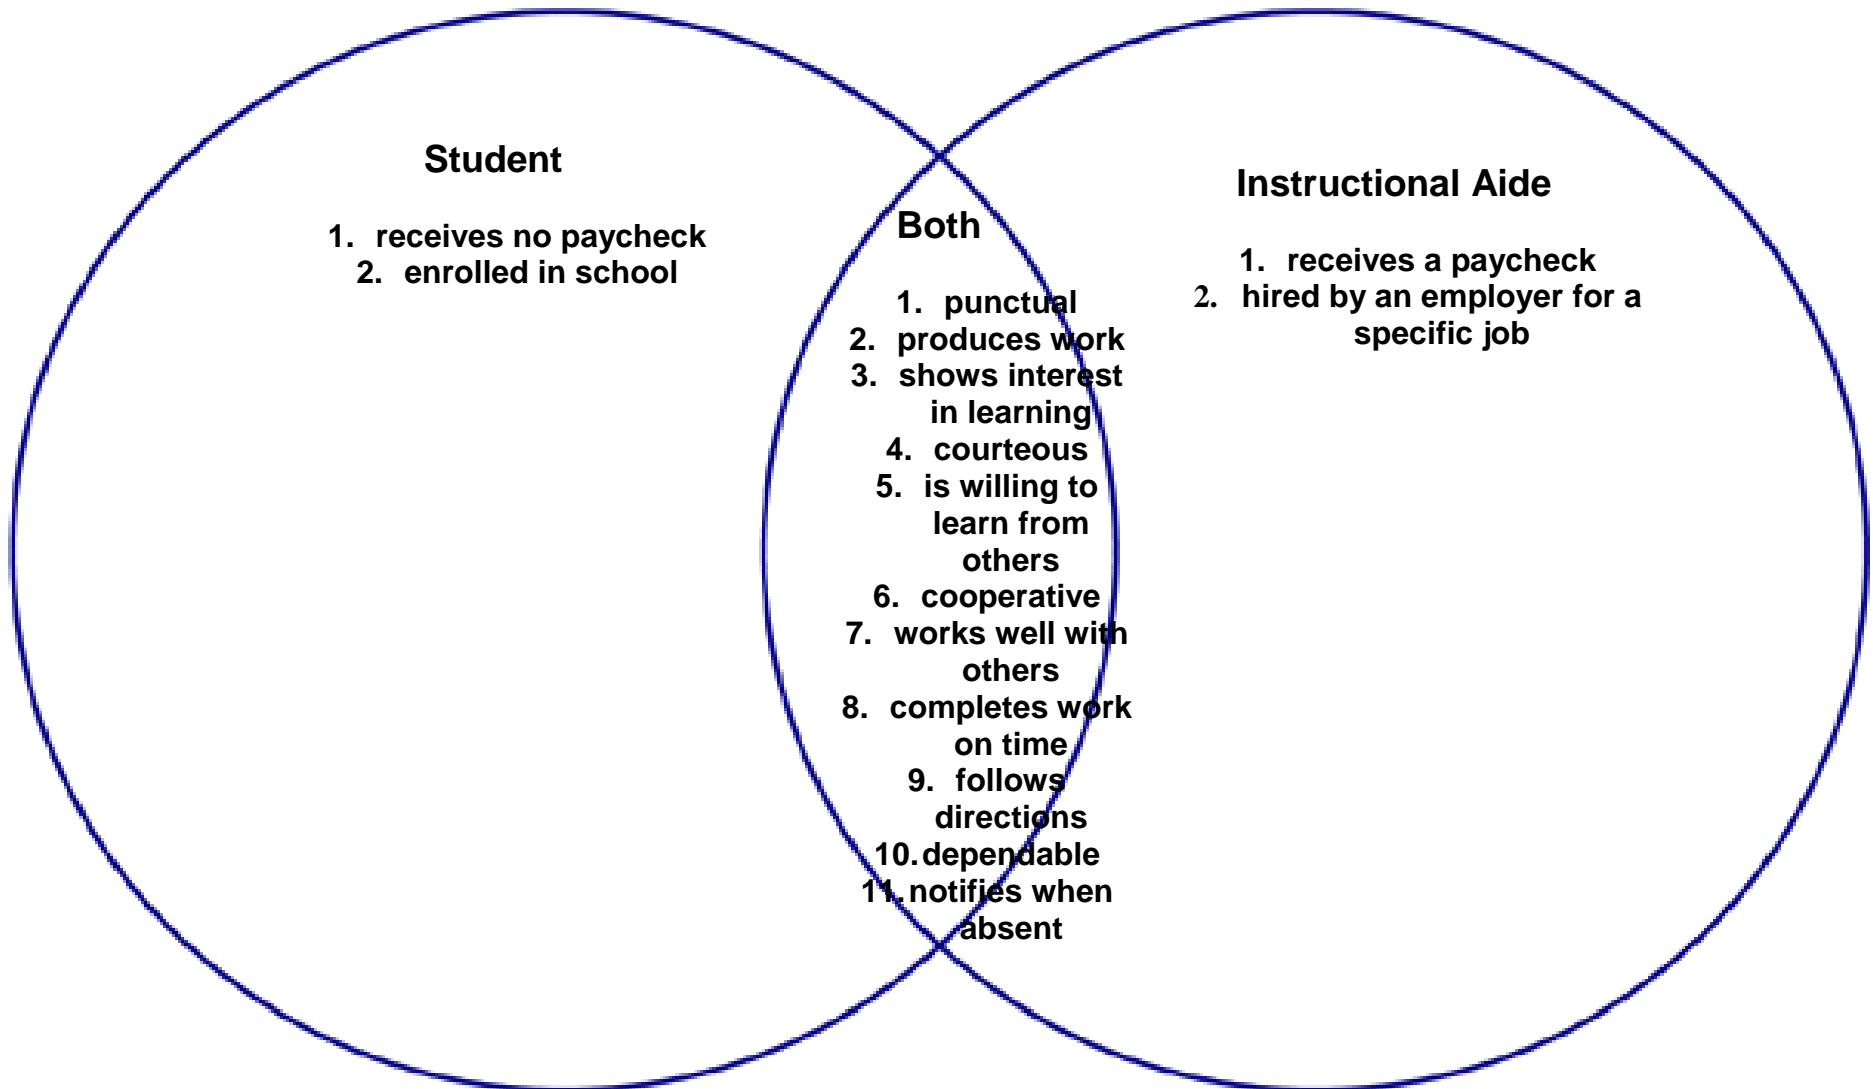 Student
1. receives no paycheck
2. enrolled in school
Both
1. punctual
2. produces work
3. shows interest
in learning
4. courteous
5. is willing to
learn from
others
6. cooperative
7. works well with
others
8. completes work
on time
9. follows
directions
10. dependable
11. notifies when
absent
Instructional Aide
1. receives a paycheck
2. hired by an employer for a
specific job